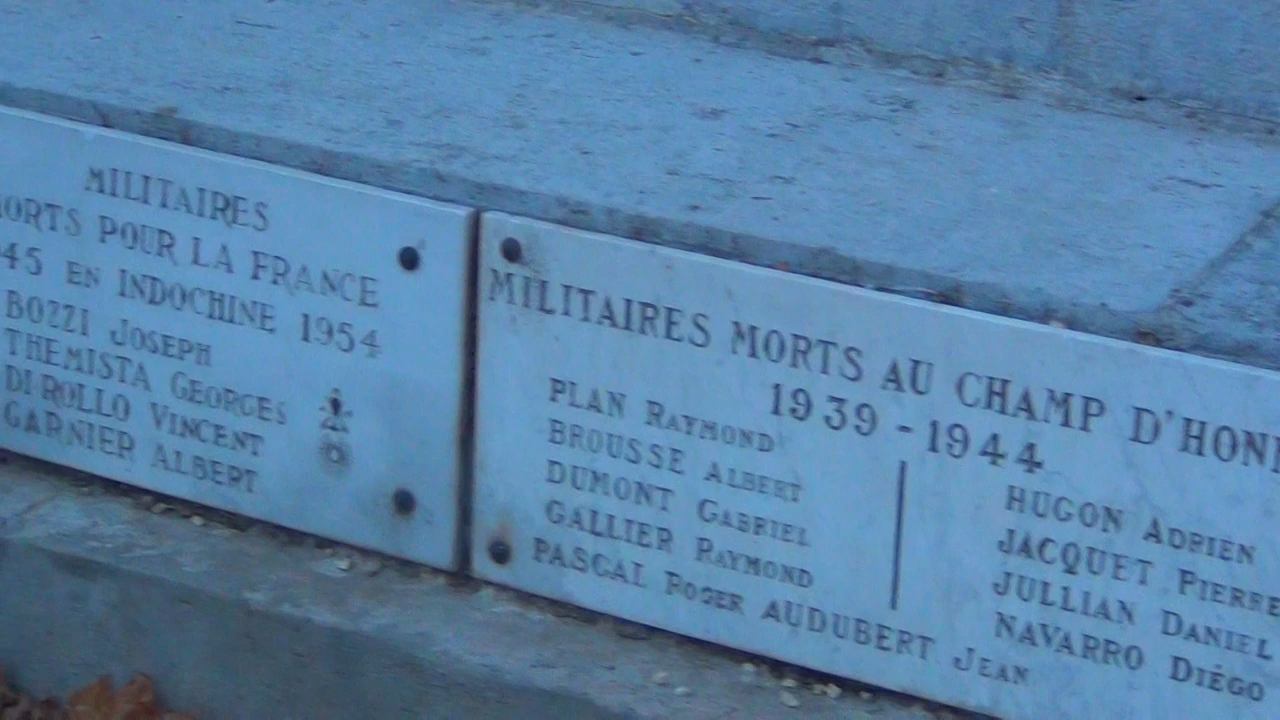 MILITAIRES
MORTS POUR LA FRANCE
45 EN INDOCHINE 1954
BOZZI JOSEPH
THEMISTA GEORGES
DI ROLLO VINCENT
GARNIER ALBERT
MILITAIRES MORTS AU CHAMP D'HONN
1939-1944
PLAN RAYMOND
BROUSSE ALBERT
DUMONT GABRIEL
GALLIER RAYMOND
PASCAL ROGER AUDUBERT JEAN
HUGON ADRIEN
JACQUET PIERRE
JULLIAN DANIEL
NAVARRO DIÉGO